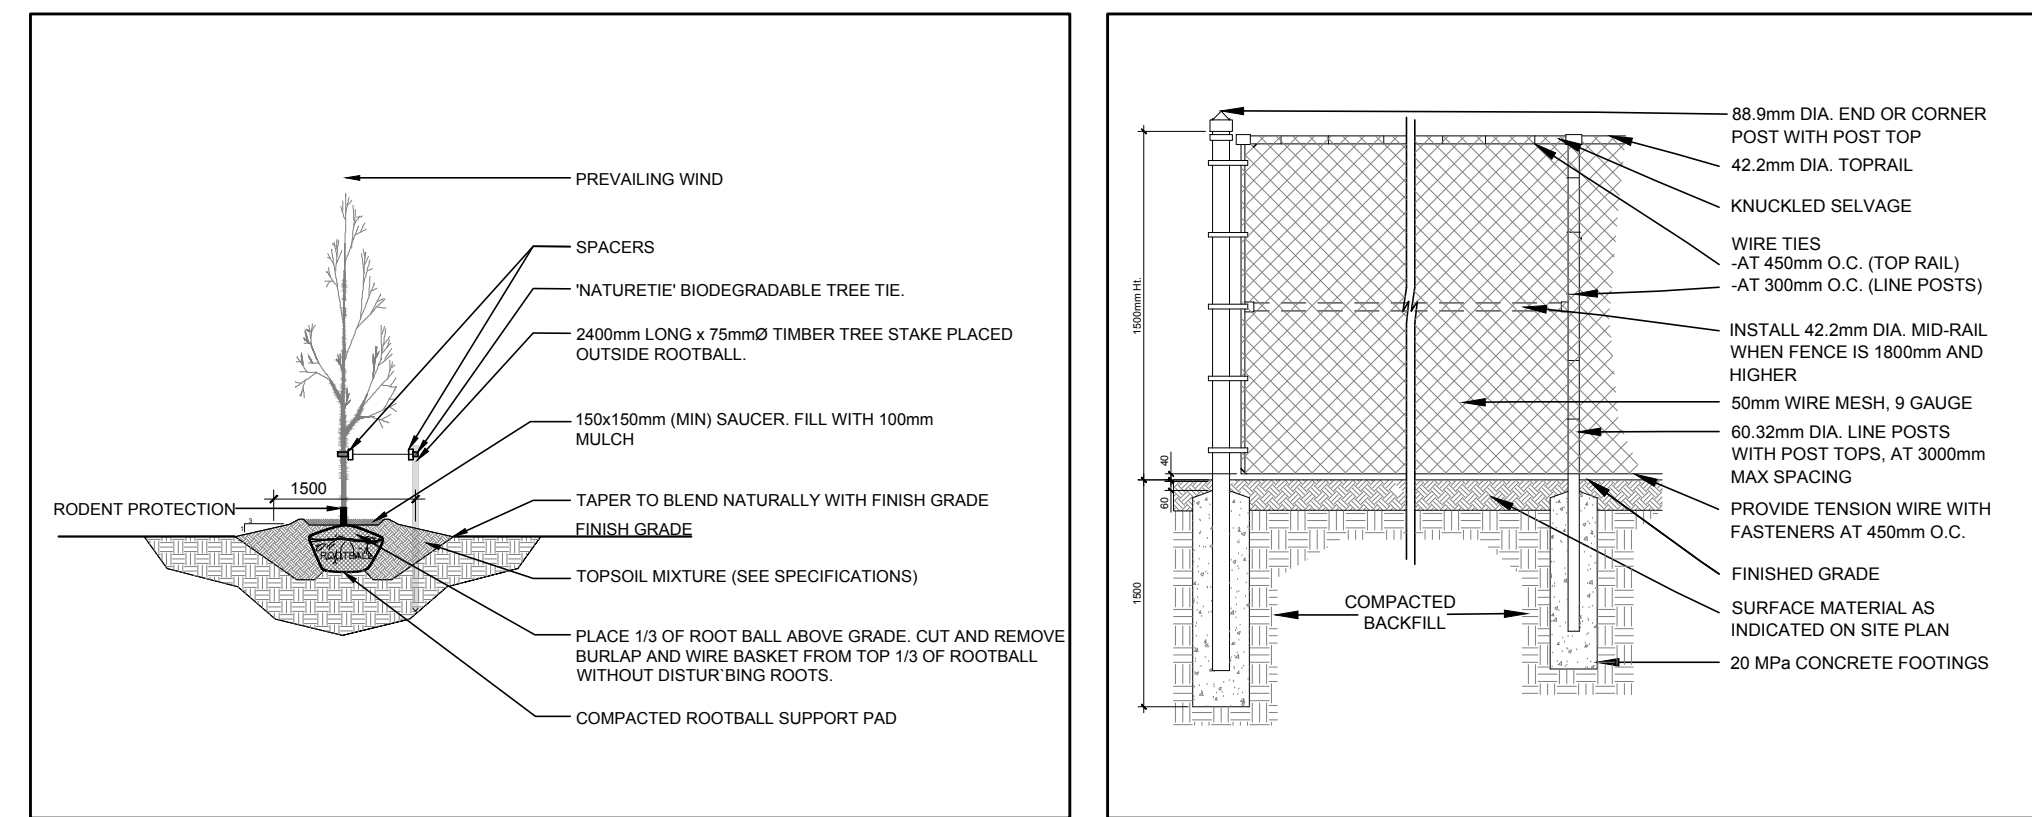 PREVAILING WIND
SPACERS
'NATURETIE' BIODEGRADABLE TREE TIE.
2400mm LONG x 75mmØ TIMBER TREE STAKE PLACED
OUTSIDE ROOTBALL.
150x150mm (MIN) SAUCER. FILL WITH 100mm
MULCH
1500
RODENT PROTECTION
TAPER TO BLEND NATURALLY WITH FINISH GRADE
3
1
FINISH GRADE
ROOTBALL
TOPSOIL MIXTURE (SEE SPECIFICATIONS)
PLACE 1/3 OF ROOT BALL ABOVE GRADE. CUT AND REMOVE
BURLAP AND WIRE BASKET FROM TOP 1/3 OF ROOTBALL
WITHOUT DISTUR`BING ROOTS.
COMPACTED ROOTBALL SUPPORT PAD
88.9mm DIA. END OR CORNER
POST WITH POST TOP
42.2mm DIA. TOPRAIL
KNUCKLED SELVAGE
WIRE TIES
-AT 450mm O.C. (TOP RAIL)
-AT 300mm O.C. (LINE POSTS)
INSTALL 42.2mm DIA. MID-RAIL
WHEN FENCE IS 1800mm AND
HIGHER
50mm WIRE MESH, 9 GAUGE
60.32mm DIA. LINE POSTS
WITH POST TOPS, AT 3000mm
MAX SPACING
PROVIDE TENSION WIRE WITH
FASTENERS AT 450mm O.C.
FINISHED GRADE
SURFACE MATERIAL AS
INDICATED ON SITE PLAN
20 MPa CONCRETE FOOTINGS
1500mm Ht.
40
60
1500
COMPACTED
BACKFILL